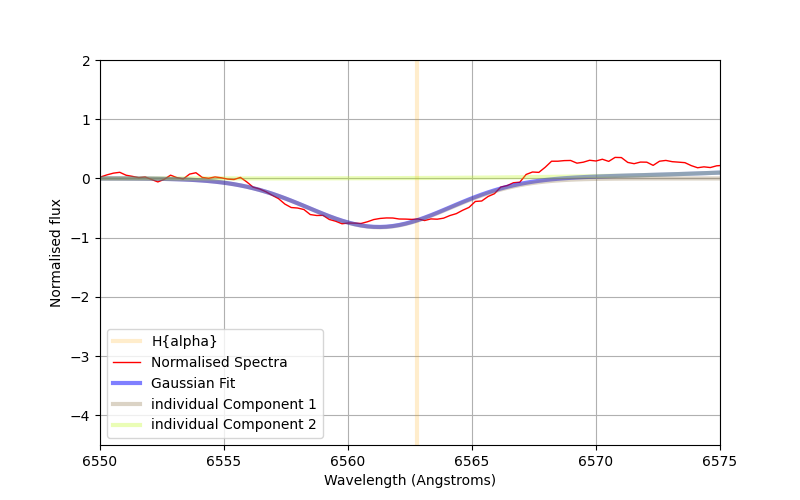 2
1
0
−1
−2
−3
−4
Normalised flux
H{alpha}
Normalised Spectra
Gaussian Fit
individual Component 1
individual Component 2
6550 6555 6560 6565 6570 6575
Wavelength (Angstroms)